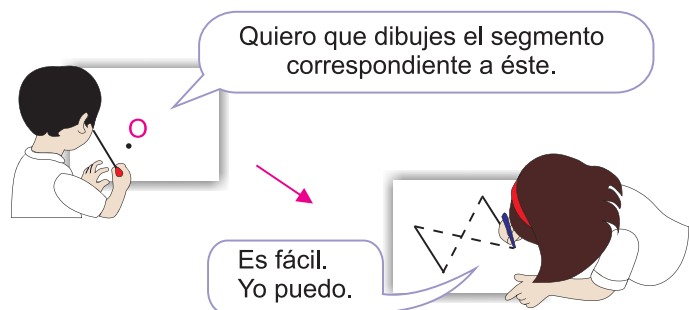 Quiero que dibujes el segmento
correspondiente a éste.
O
Es fácil.
Yo puedo.